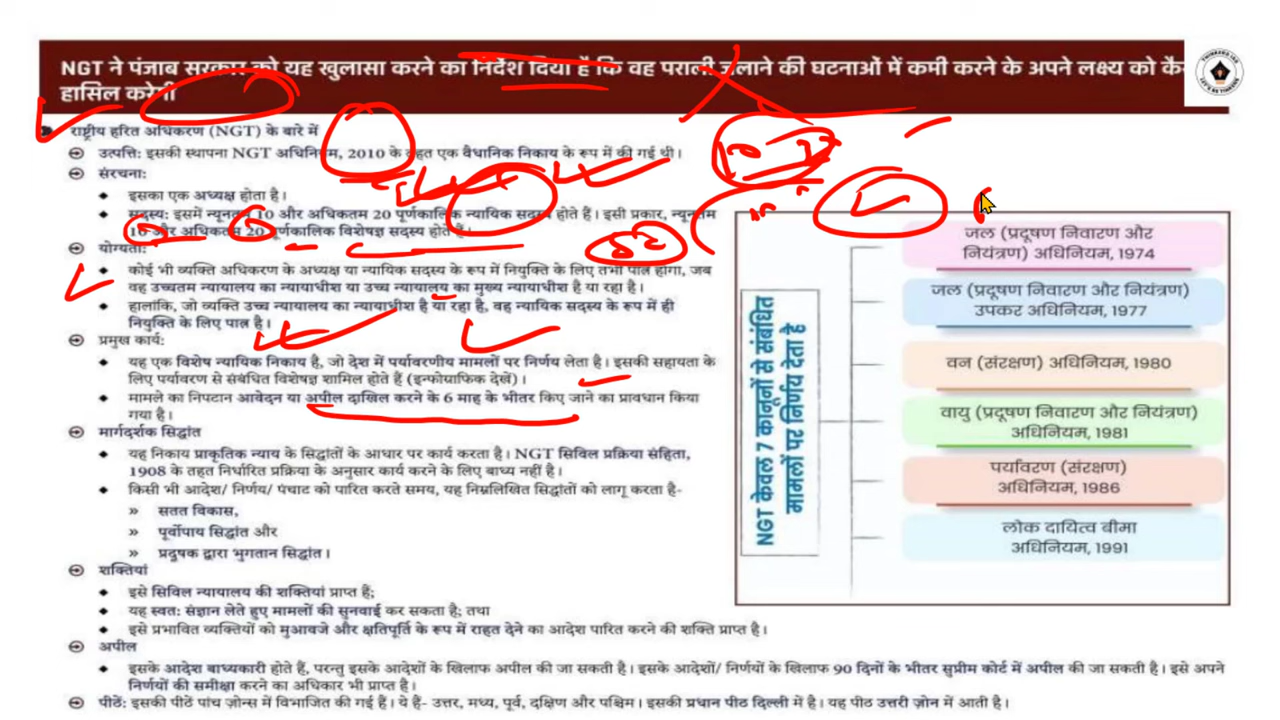 NGT ने पंजाब सरकार को यह खुलासा करने का निर्देश दिया है कि वह पराली जलाने की घटनाओं में कमी करने के अपने लक्ष्य को
हासिल करेगी
राष्ट्रीय हरित अधिकरण (NGT) के बारे में
उत्पत्ति: इसकी स्थापना NGT अधिनियम, 2010 के तहत एक वैधानिक निकाय के रूप में की गई थी।
संरचना:
इसका एक अध्यक्ष होता है।
सदस्य: इसमें न्यूनतम 10 और अधिकतम 20 पूर्णकालिक न्यायिक सदस्य होते हैं। इसी प्रकार, न्यूनतम
10 और अधिकतम 20 पूर्णकालिक विशेषज्ञ सदस्य होते हैं।
योग्यता:
कोई भी व्यक्ति अधिकरण के अध्यक्ष या न्यायिक सदस्य के रूप में नियुक्ति के लिए तभी पात्र होगा, जब
वह उच्चतम न्यायालय का न्यायाधीश या उच्च न्यायालय का मुख्य न्यायाधीश है या रहा है।
हालांकि, जो व्यक्ति उच्च न्यायालय का न्यायाधीश है या रहा है, वह न्यायिक सदस्य के रूप में ही
नियुक्ति के लिए पात्र है।
प्रमुख कार्य:
यह एक विशेष न्यायिक निकाय है, जो देश में पर्यावरणीय मामलों पर निर्णय लेता है। इसकी सहायता के
लिए पर्यावरण से संबंधित विशेषज्ञ शामिल होते हैं (इन्फोग्राफिक देखें)।
मामले का निपटान आवेदन या अपील दाखिल करने के 6 माह के भीतर किए जाने का प्रावधान किया
गया है।
मार्गदर्शक सिद्धांत
यह निकाय प्राकृतिक न्याय के सिद्धांतों के आधार पर कार्य करता है। NGT सिविल प्रक्रिया संहिता,
1908 के तहत निर्धारित प्रक्रिया के अनुसार कार्य करने के लिए बाध्य नहीं है।
किसी भी आदेश/ निर्णय/ पंचाट को पारित करते समय, यह निम्नलिखित सिद्धांतों को लागू करता है-
» सतत विकास,
» पूर्वोपाय सिद्धांत और
» प्रदूषक द्वारा भुगतान सिद्धांत।
शक्तियां
इसे सिविल न्यायालय की शक्तियां प्राप्त हैं;
यह स्वत: संज्ञान लेते हुए मामलों की सुनवाई कर सकता है; तथा
इसे प्रभावित व्यक्तियों को मुआवजे और क्षतिपूर्ति के रूप में राहत देने का आदेश पारित करने की शक्ति प्राप्त है।
अपील
इसके आदेश बाध्यकारी होते हैं, परन्तु इसके आदेशों के खिलाफ अपील की जा सकती है। इसके आदेशों/ निर्णयों के खिलाफ 90 दिनों के भीतर सुप्रीम कोर्ट में अपील की जा सकती है। इसे अपने
निर्णयों की समीक्षा करने का अधिकार भी प्राप्त है।
पीठें: इसकी पीठें पांच ज़ोन्स में विभाजित की गई हैं। ये हैं- उत्तर, मध्य, पूर्व, दक्षिण और पश्चिम। इसकी प्रधान पीठ दिल्ली में है। यह पीठ उत्तरी ज़ोन में आती है।
NGT केवल 7 कानूनों से संबंधित
मामलों पर निर्णय देता है
जल (प्रदूषण निवारण और
नियंत्रण) अधिनियम, 1974
जल (प्रदूषण निवारण और नियंत्रण)
उपकर अधिनियम, 1977
वन (संरक्षण) अधिनियम, 1980
वायु (प्रदूषण निवारण और नियंत्रण)
अधिनियम, 1981
पर्यावरण (संरक्षण)
अधिनियम, 1986
लोक दायित्व बीमा
अधिनियम, 1991